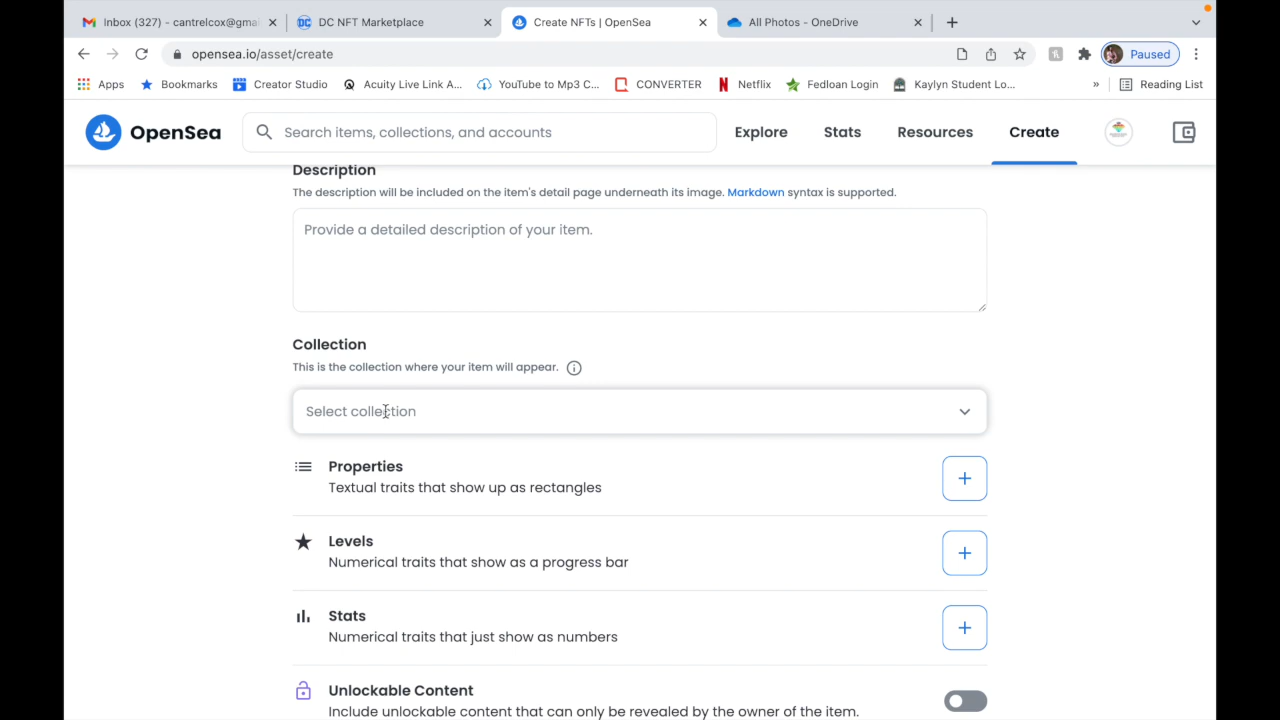 Inbox (327) - cantrelcox@gmai
DC NFT Marketplace
Create NFTs | OpenSea
All Photos - OneDrive
opensea.io/asset/create
Paused
Apps
Bookmarks
Creator Studio
Acuity Live Link A...
YouTube to Mp3 C...
CONVERTER
Netflix
Fedloan Login
Kaylyn Student Lo...
»
Reading List
OpenSea
Search items, collections, and accounts
Explore
Stats
Resources
Create
Description
The description will be included on the item's detail page underneath its image. Markdown syntax is supported.
Provide a detailed description of your item.
Collection
This is the collection where your item will appear.
Select collection
Properties
Textual traits that show up as rectangles
Levels
Numerical traits that show as a progress bar
Stats
Numerical traits that just show as numbers
Unlockable Content
Include unlockable content that can only be revealed by the owner of the item.